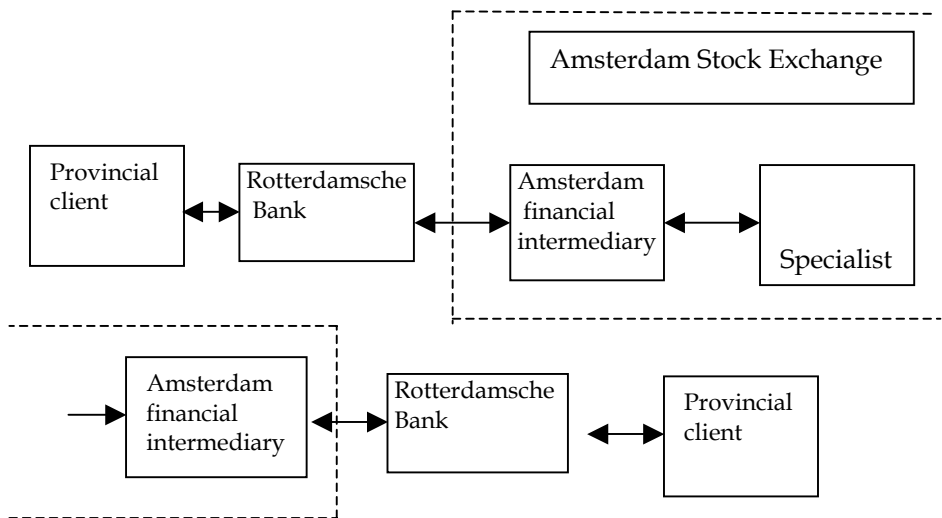 Amsterdam Stock Exchange
Provincial
client
Rotterdamsche
Bank
Amsterdam
financial
intermediary
Specialist
Amsterdam
financial
intermediary
Rotterdamsche
Bank
Provincial
client